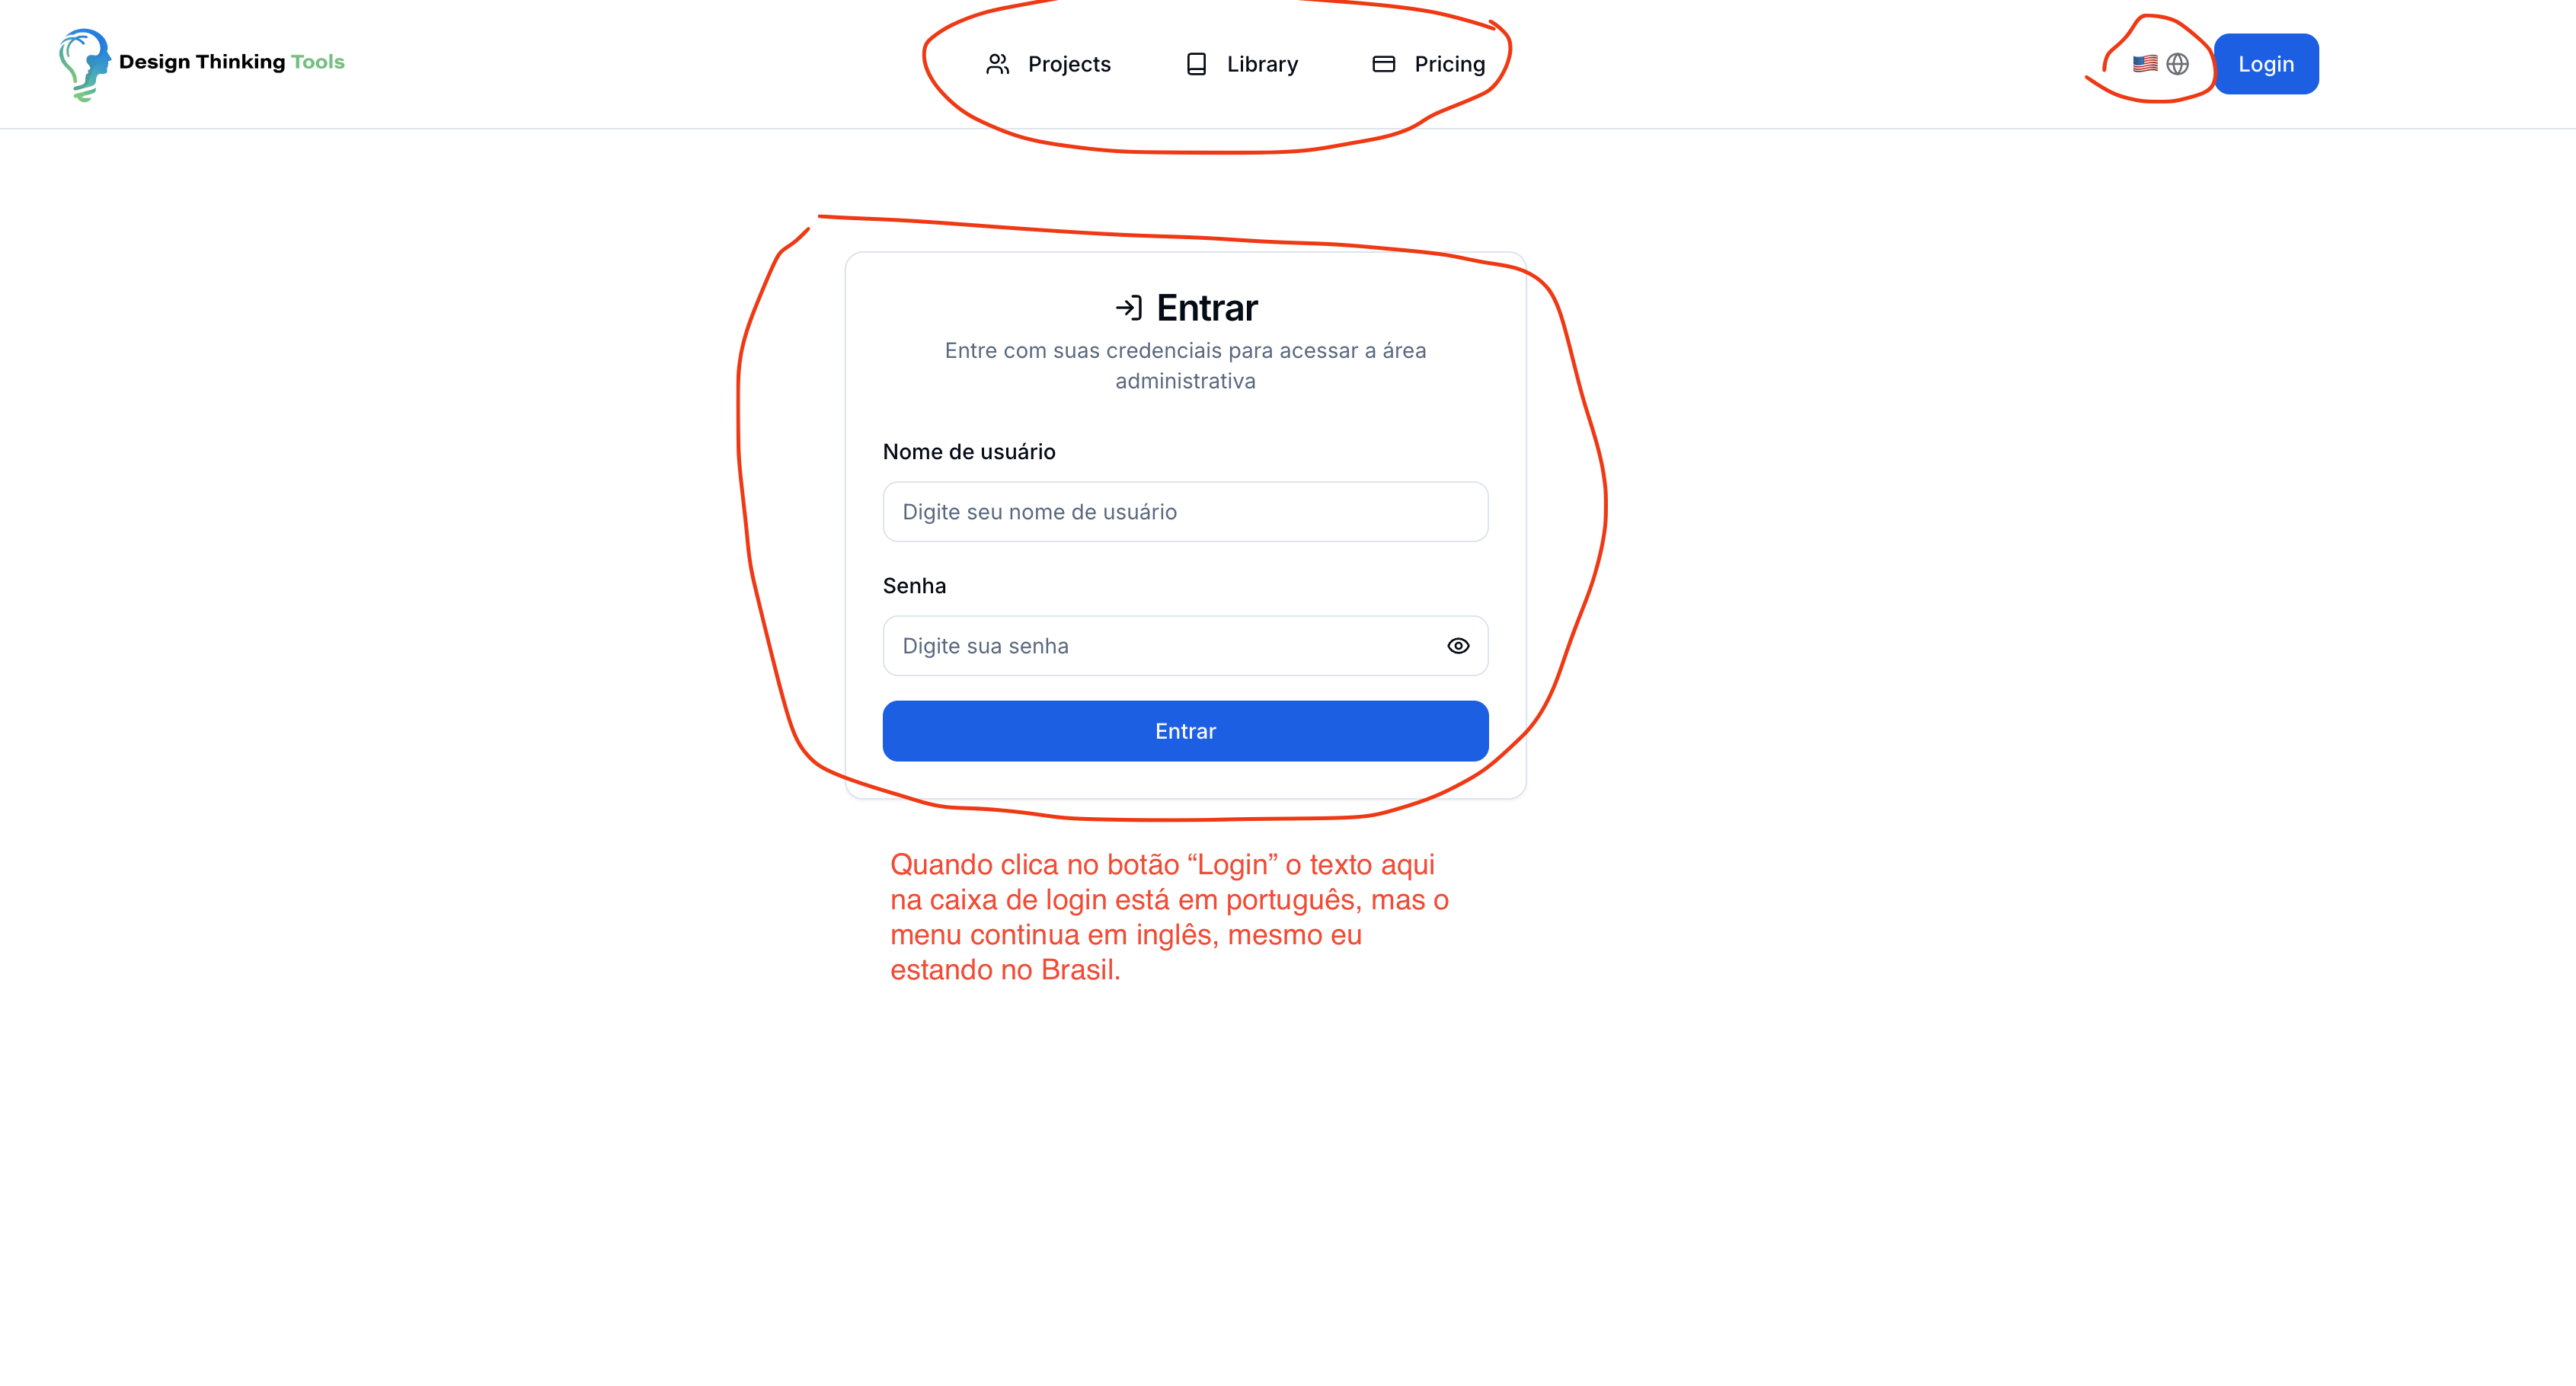 Design Thinking Tools
Projects
Library
Pricing
Login
Entrar
Entre com suas credenciais para acessar a área
administrativa
Nome de usuário
Digite seu nome de usuário
Senha
Digite sua senha
Entrar
Quando clica no botão “Login” o texto aqui
na caixa de login está em português, mas o
menu continua em inglês, mesmo eu
estando no Brasil.